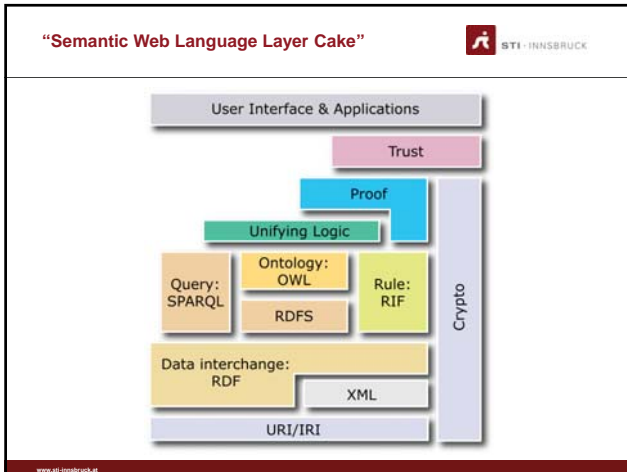 “Semantic Web Language Layer Cake”
STI · INNSBRUCK
User Interface & Applications
Trust
Proof
Unifying Logic
Query:
SPARQL
Ontology:
OWL
RDFS
Rule:
RIF
Crypto
Data interchange:
RDF
XML
URI/IRI
www.sti-innsbruck.at